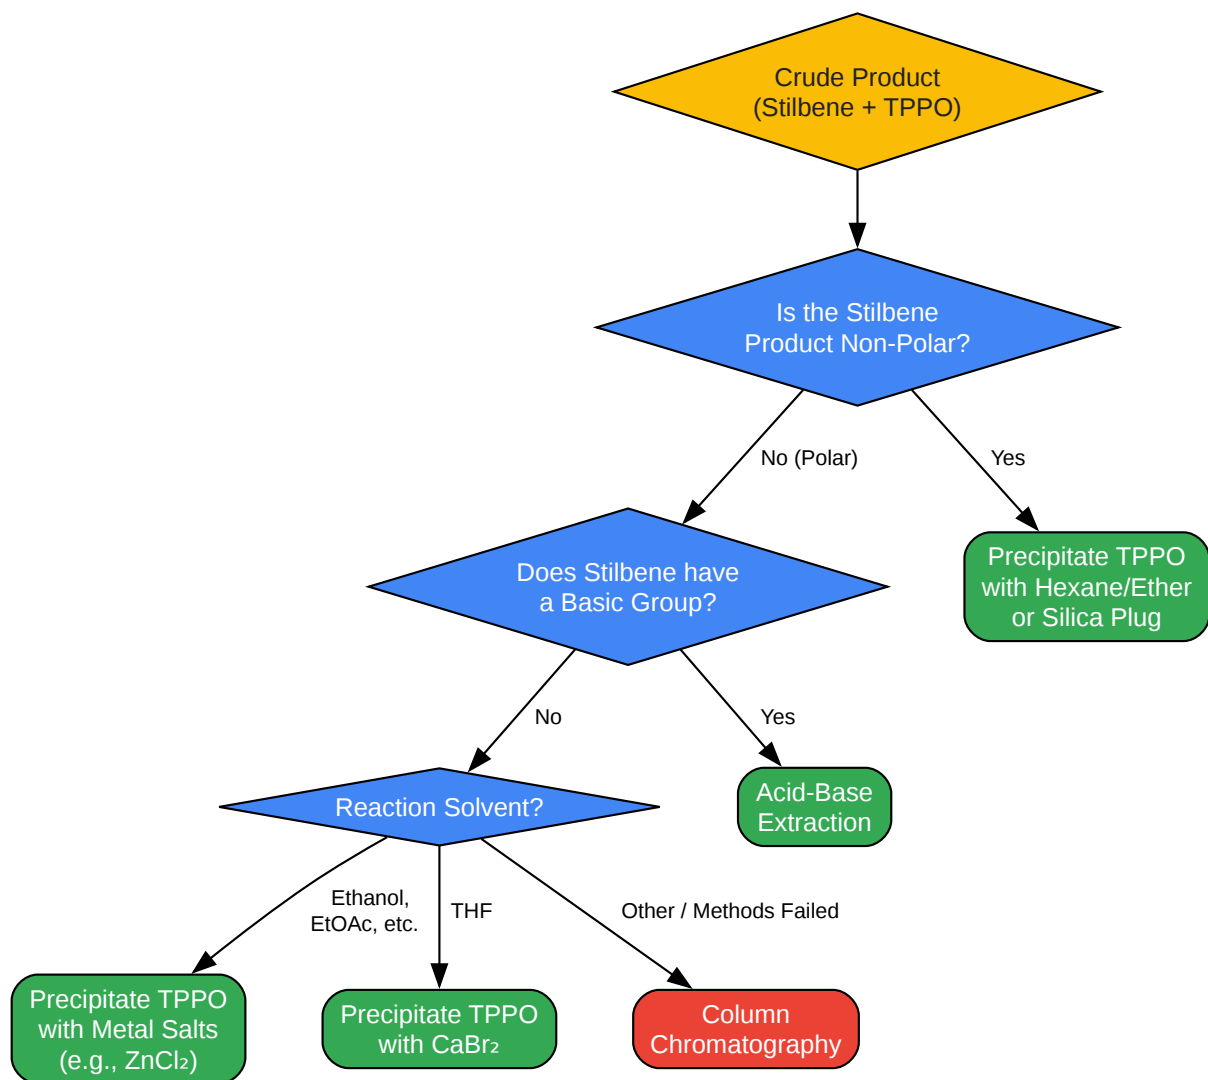 Crude Product
(Stilbene + TPPO)
Is the Stilbene
Product Non-Polar?
No (Polar)
Yes
Precipitate TPPO
with Hexane/Ether
or Silica Plug
Does Stilbene have
a Basic Group?
No
Yes
Reaction Solvent?
Acid-Base
Extraction
Ethanol,
EtOAc, etc.
THF
Other / Methods Failed
Precipitate TPPO
with Metal Salts
(e.g., ZnCl₂)
Precipitate TPPO
with CaBr₂
Column
Chromatography